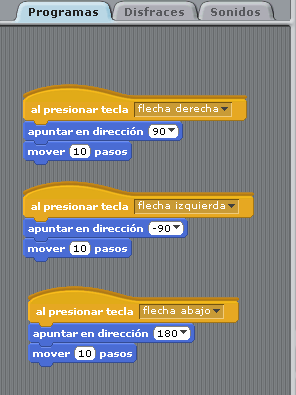 Programas Disfraces Sonidos
al presionar tecla flecha derecha
apuntar en dirección 90
mover 10 pasos
al presionar tecla flecha izquierda
apuntar en dirección -90
mover 10 pasos
al presionar tecla flecha abajo
apuntar en dirección 180
mover 10 pasos